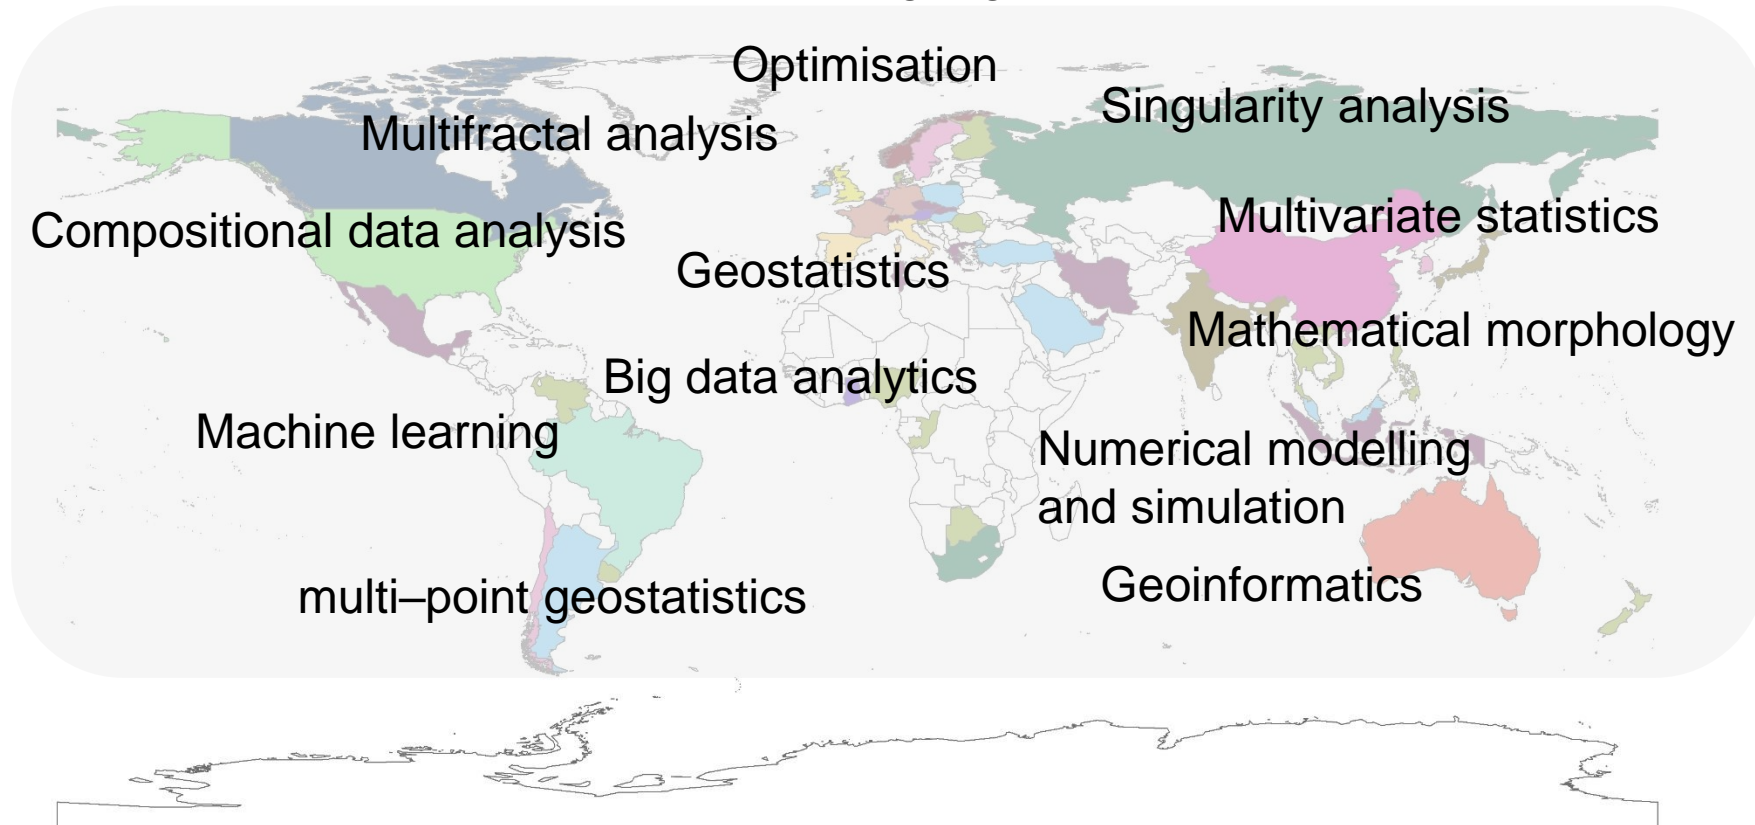 Optimisation
Singularity analysis
Multifractal analysis
Multivariate statistics
Compositional data analysis
Geostatistics
Mathematical morphology
Big data analytics
Machine learning
Numerical modelling
and simulation
Geoinformatics
multi–point geostatistics